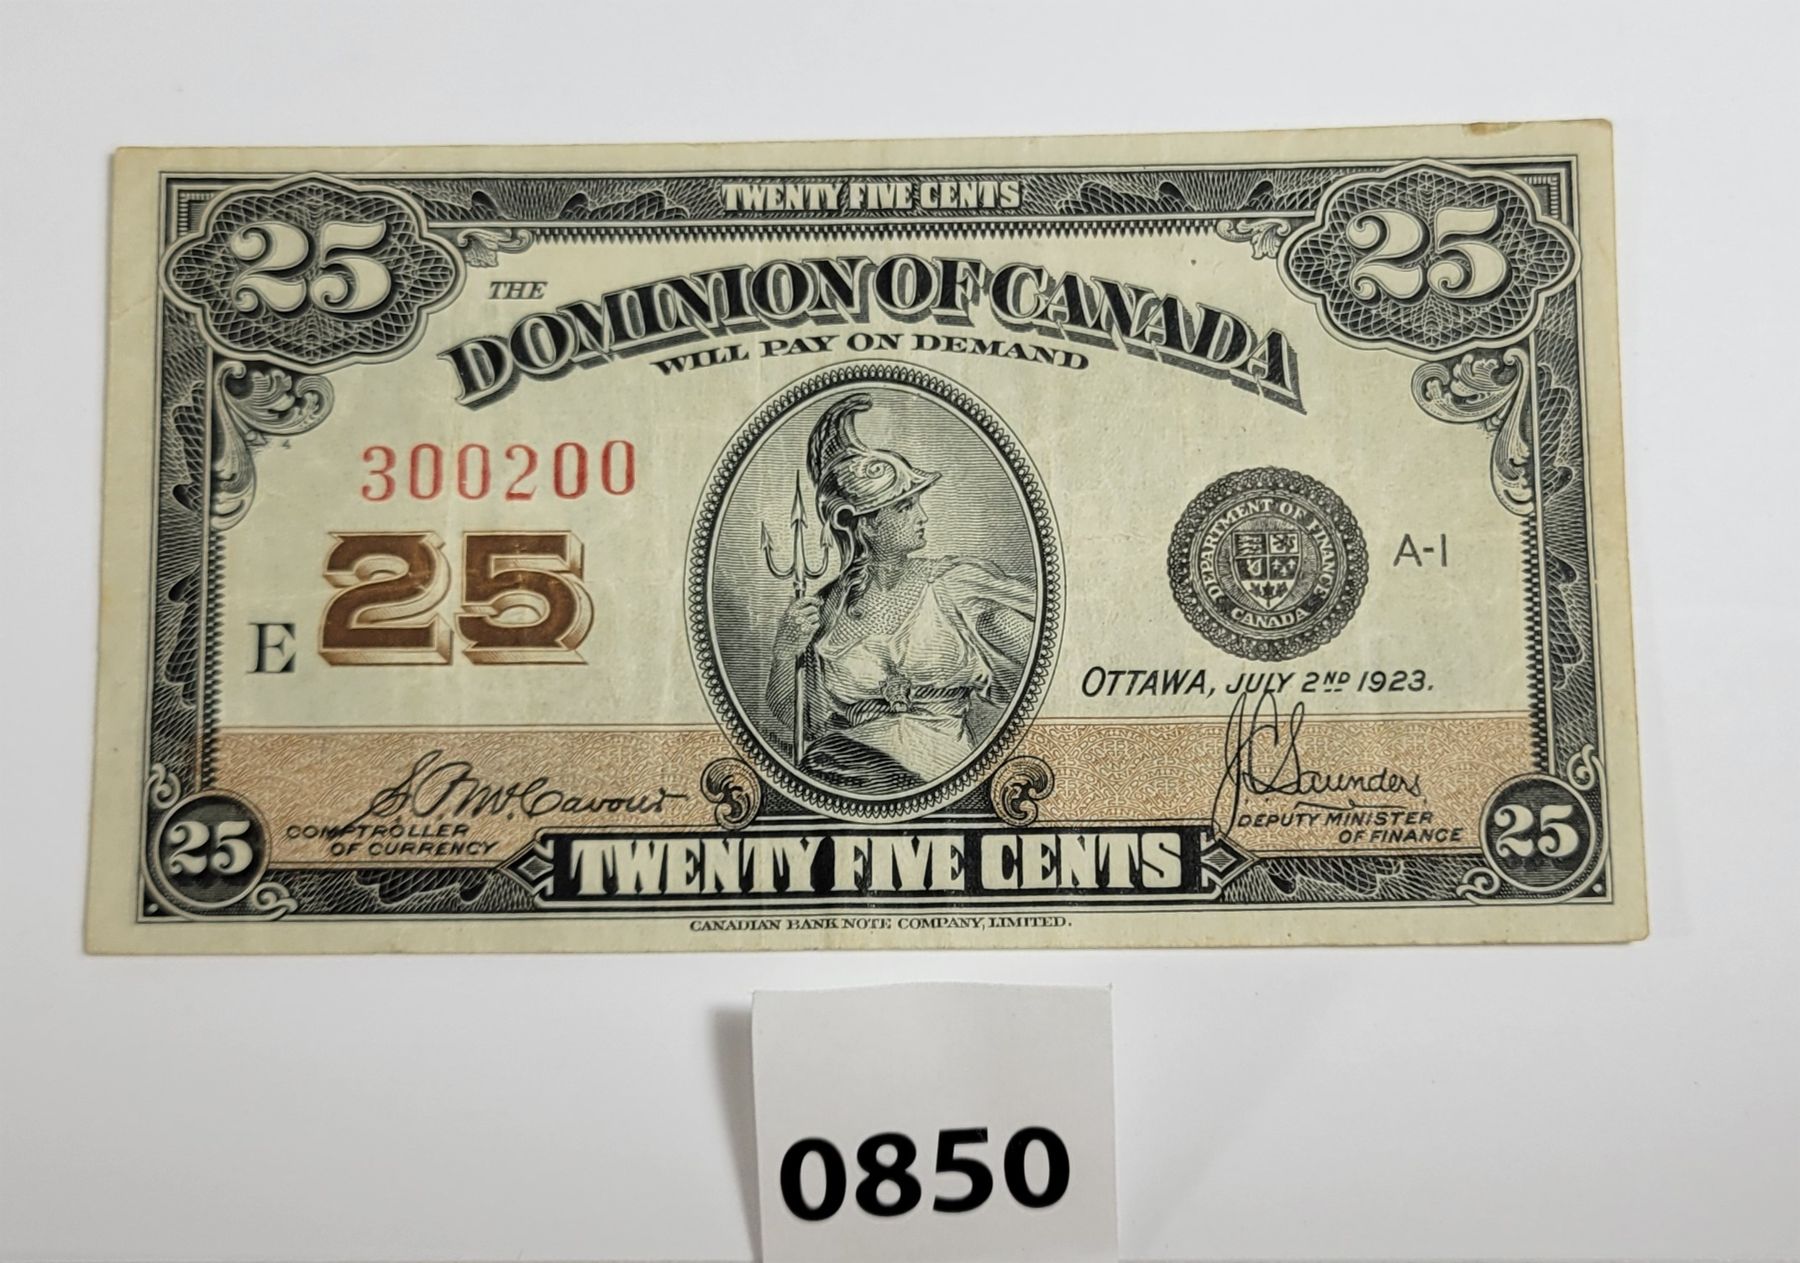 TWENTY FIVE CENTS
25
25
THE
DOMINION OF CANADA
WILL PAY ON DEMAND
4
300200
25
E
DEPARTMENT OF FINANCE
CANADA
A-1
OTTAWA, JULY 2ND 1923.
J.C. Saunders
COMPTROLLER
OF CURRENCY
DEPUTY MINISTER
OF FINANCE
25
TWENTY FIVE CENTS
25
CANADIAN BANK NOTE COMPANY, LIMITED.
0850